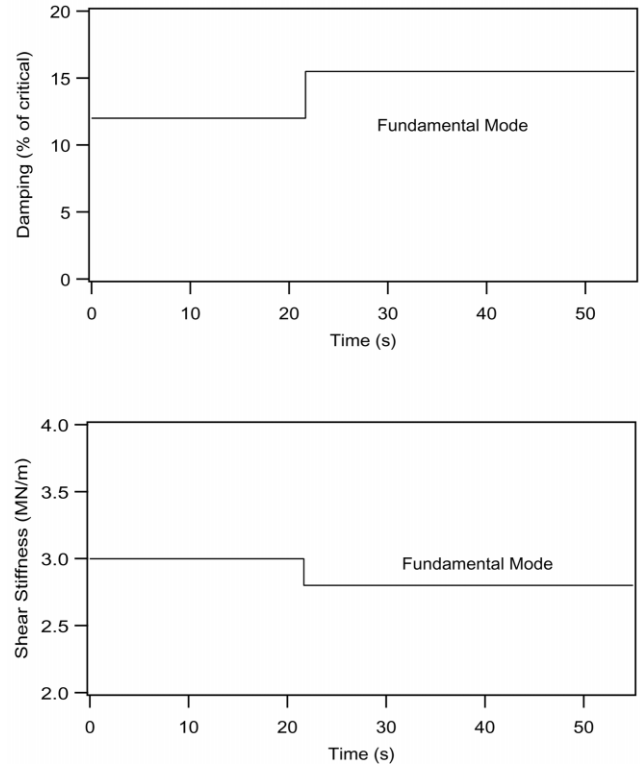 20
15
10
5
0
Damping (% of critical)
Fundamental Mode
0 10 20 30 40 50
Time (s)
4.0
3.5
3.0
2.5
2.0
Shear Stiffness (MN/m)
Fundamental Mode
0 10 20 30 40 50
Time (s)